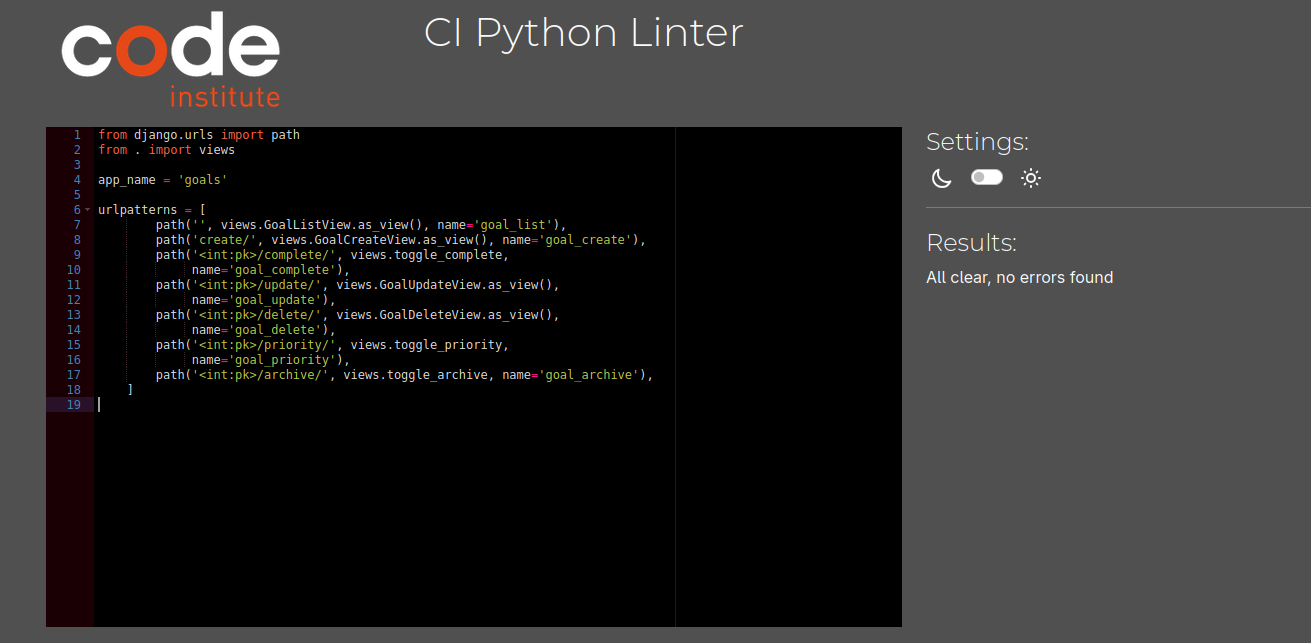 code
institute
CI Python Linter
1 from django.urls import path
2 from . import views
3
4 app_name = 'goals'
5
6 urlpatterns = [
7         path('', views.GoalListView.as_view(), name='goal_list'),
8         path('create/', views.GoalCreateView.as_view(), name='goal_create'),
9         path('<int:pk>/complete/', views.toggle_complete,
10              name='goal_complete'),
11         path('<int:pk>/update/', views.GoalUpdateView.as_view(),
12              name='goal_update'),
13         path('<int:pk>/delete/', views.GoalDeleteView.as_view(),
14              name='goal_delete'),
15         path('<int:pk>/priority/', views.toggle_priority,
16              name='goal_priority'),
17         path('<int:pk>/archive/', views.toggle_archive, name='goal_archive'),
18     ]
19
Settings:
Results:
All clear, no errors found